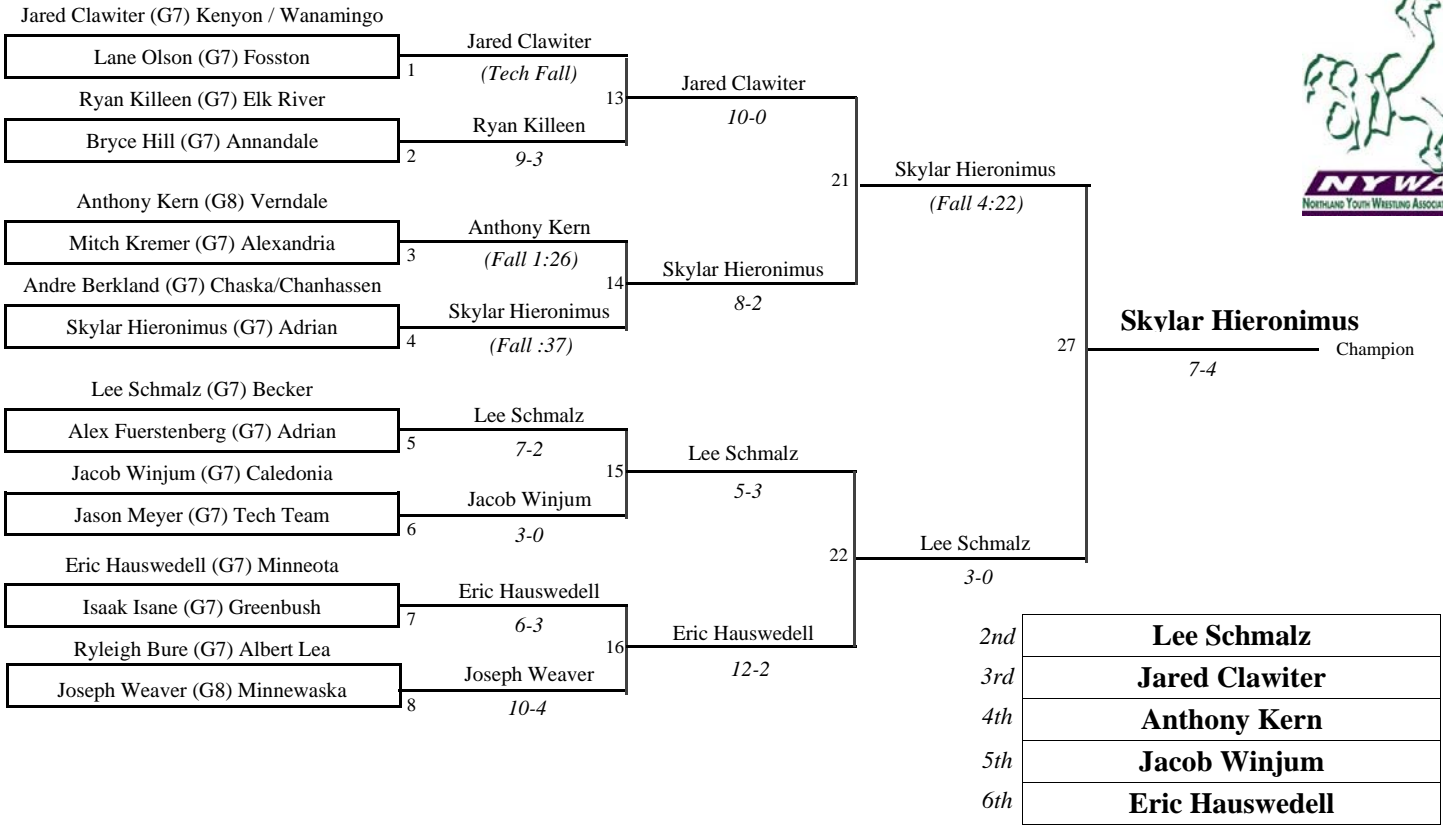 Jared Clawiter (G7) Kenyon / Wanamingo
Lane Olson (G7) Fosston
1
Ryan Killeen (G7) Elk River
Bryce Hill (G7) Annandale
2
Anthony Kern (G8) Verndale
Mitch Kremer (G7) Alexandria
3
Andre Berkland (G7) Chaska/Chanhassen
Skylar Hieronimus (G7) Adrian
4
Lee Schmalz (G7) Becker
Alex Fuerstenberg (G7) Adrian
5
Jacob Winjum (G7) Caledonia
Jason Meyer (G7) Tech Team
6
Eric Hauswedell (G7) Minneota
Isaak Isane (G7) Greenbush
7
Ryleigh Bure (G7) Albert Lea
Joseph Weaver (G8) Minnewaska
8
Jared Clawiter
(Tech Fall)
13
Ryan Killeen
9-3
Anthony Kern
(Fall 1:26)
14
Skylar Hieronimus
(Fall :37)
Lee Schmalz
7-2
15
Jacob Winjum
3-0
Eric Hauswedell
6-3
16
Joseph Weaver
10-4
Jared Clawiter
10-0
21
Skylar Hieronimus
8-2
Lee Schmalz
5-3
22
Eric Hauswedell
12-2
Skylar Hieronimus
(Fall 4:22)
27
Lee Schmalz
3-0
Skylar Hieronimus
7-4
Champion
NYWA
NORTHLAND YOUTH WRESTLING
2nd Lee Schmalz
3rd Jared Clawiter
4th Anthony Kern
5th Jacob Winjum
6th Eric Hauswedell